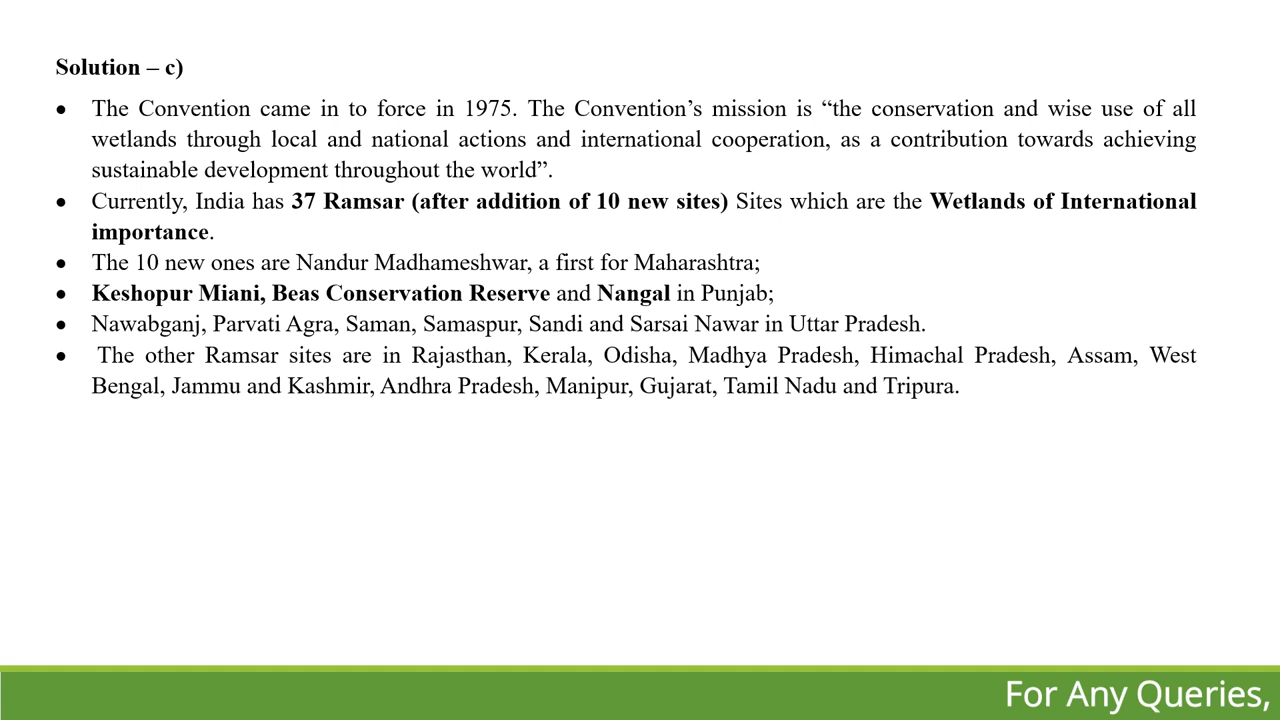 Solution – c)
• The Convention came in to force in 1975. The Convention’s mission is “the conservation and wise use of all
wetlands through local and national actions and international cooperation, as a contribution towards achieving
sustainable development throughout the world”.
• Currently, India has 37 Ramsar (after addition of 10 new sites) Sites which are the Wetlands of International
importance.
• The 10 new ones are Nandur Madhameshwar, a first for Maharashtra;
• Keshopur Miani, Beas Conservation Reserve and Nangal in Punjab;
• Nawabganj, Parvati Agra, Saman, Samaspur, Sandi and Sarsai Nawar in Uttar Pradesh.
• The other Ramsar sites are in Rajasthan, Kerala, Odisha, Madhya Pradesh, Himachal Pradesh, Assam, West
Bengal, Jammu and Kashmir, Andhra Pradesh, Manipur, Gujarat, Tamil Nadu and Tripura.
For Any Queries,